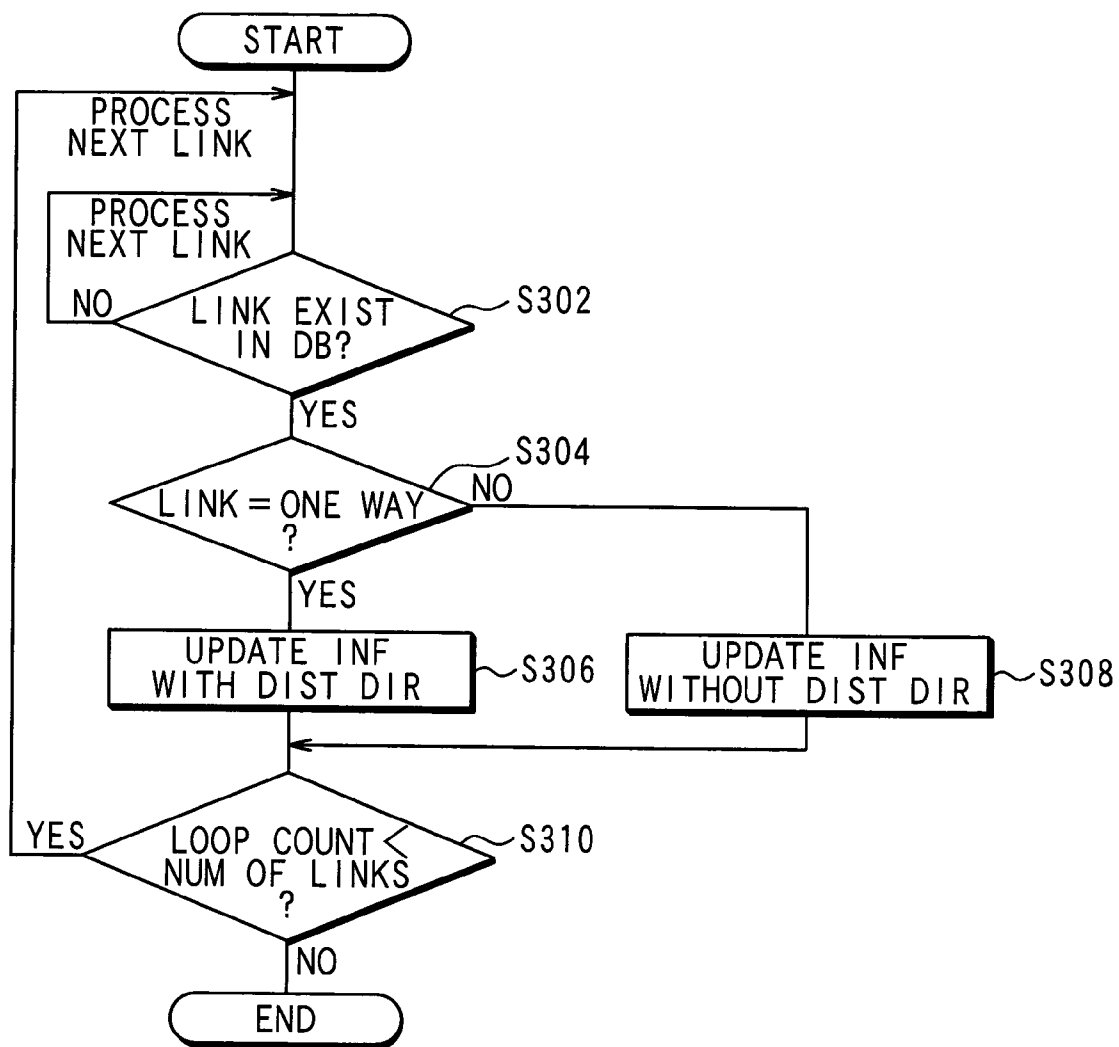 START
PROCESS
NEXT LINK
PROCESS
NEXT LINK
NO
LINK EXIST
IN DB?
S302
YES
S304
LINK = ONE WAY
?
NO
YES
UPDATE INF
WITH DIST DIR
S306
UPDATE INF
WITHOUT DIST DIR
S308
YES
LOOP COUNT <
NUM OF LINKS
?
S310
NO
END